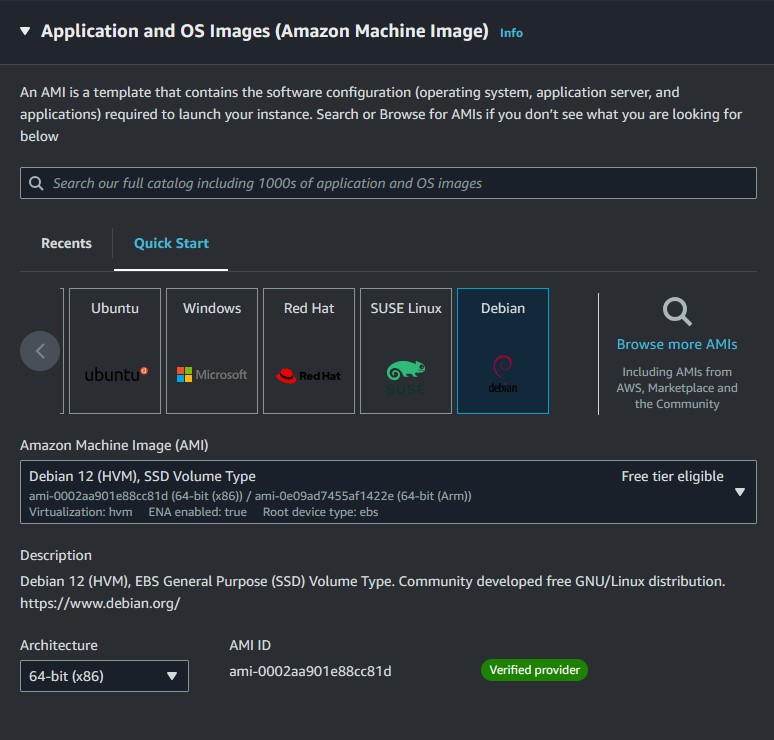 Application and OS Images (Amazon Machine Image) Info
An AMI is a template that contains the software configuration (operating system, application server, and
applications) required to launch your instance. Search or Browse for AMIs if you don’t see what you are looking for
below
Search our full catalog including 1000s of application and OS images
Recents
Quick Start
Ubuntu
ubuntu
Windows
Microsoft
Red Hat
Red Hat
SUSE Linux
SUSE
Debian
debian
Browse more AMIs
Including AMIs from
AWS, Marketplace and
the Community
Amazon Machine Image (AMI)
Debian 12 (HVM), SSD Volume Type
Free tier eligible
ami-0002aa901e88cc81d (64-bit (x86)) / ami-0e09ad7455af1422e (64-bit (Arm))
Virtualization: hvm ENA enabled: true Root device type: ebs
Description
Debian 12 (HVM), EBS General Purpose (SSD) Volume Type. Community developed free GNU/Linux distribution.
https://www.debian.org/
Architecture
64-bit (x86)
AMI ID
ami-0002aa901e88cc81d
Verified provider